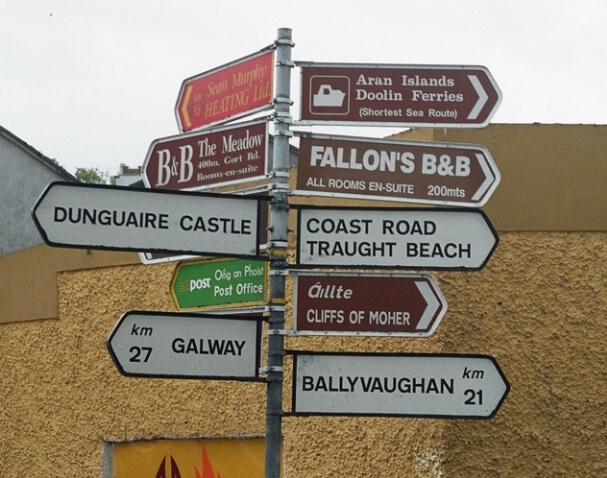 Sean Murphy
HEATING Ltd.
Aran Islands
Doolin Ferries
(Shortest Sea Route)
B&B The Meadow
400m. Gort Rd.
Rooms-en-suite
FALLON'S B&B
ALL ROOMS EN-SUITE 200mts
DUNGUAIRE CASTLE
COAST ROAD
TRAUGHT BEACH
post Oifig an Phoist
Post Office
Áillte
CLIFFS OF MOHER
km
27 GALWAY
BALLYVAUGHAN km
21